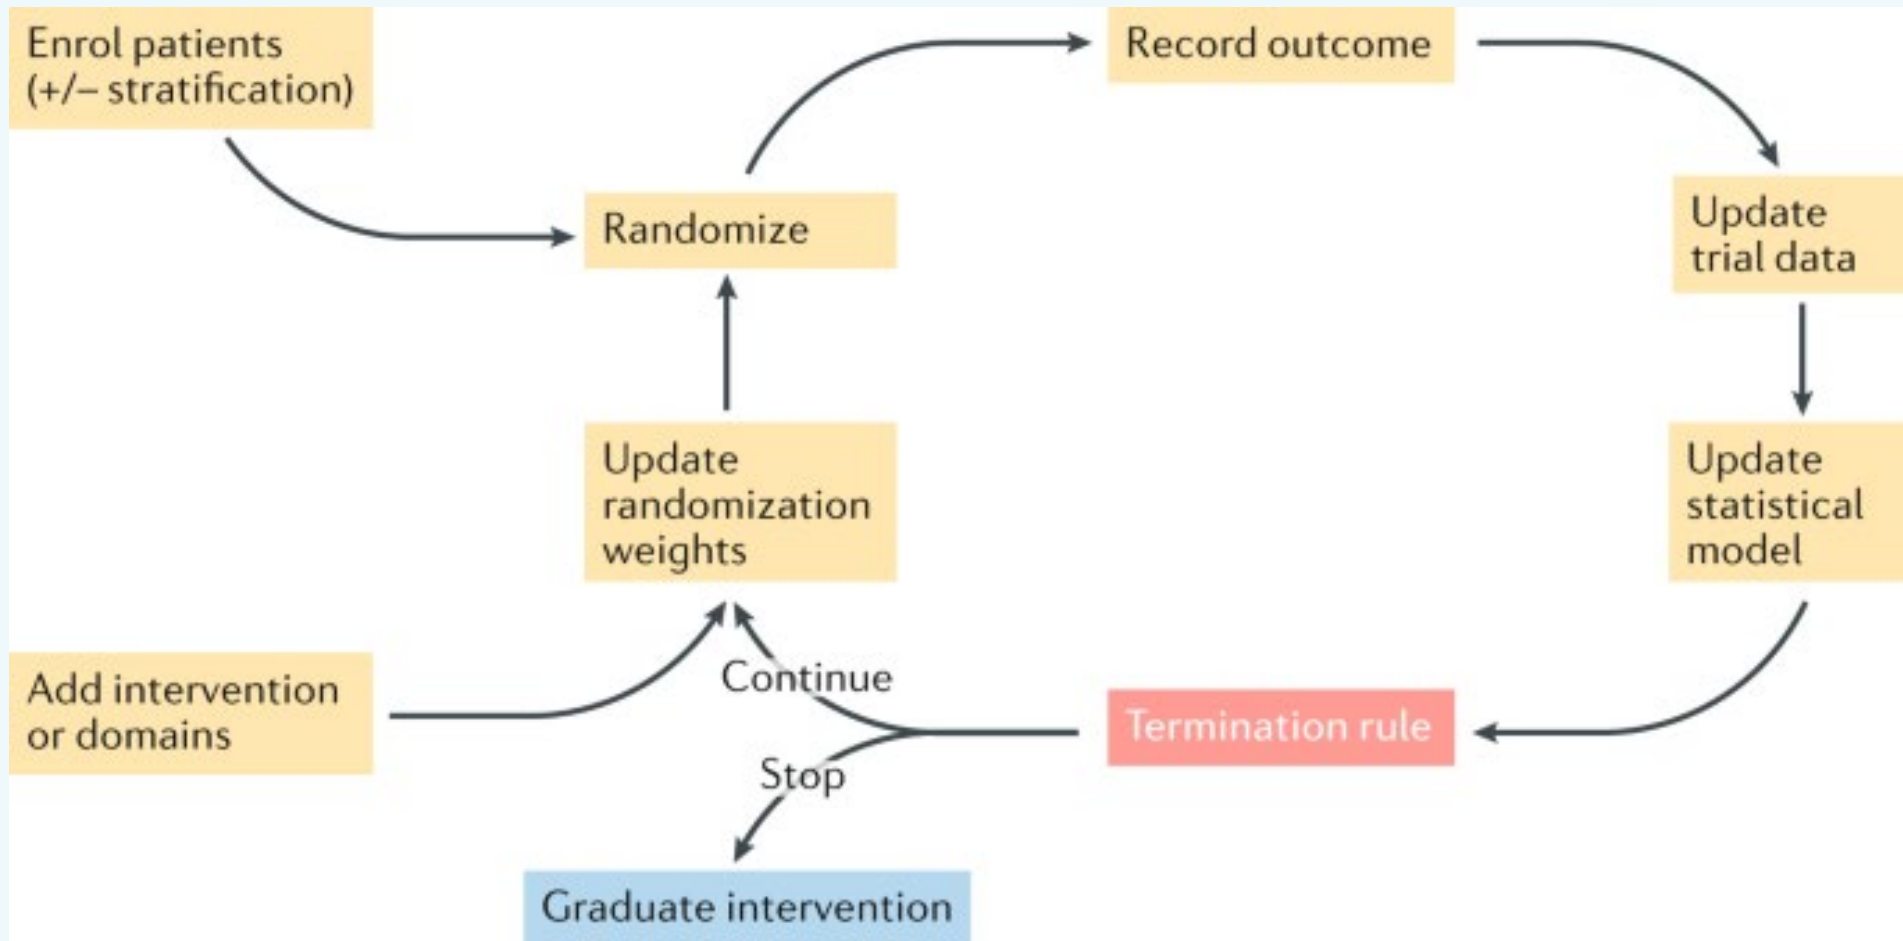 Enrol patients
(+/– stratification)
Record outcome
Randomize
Update
trial data
Update
randomization
weights
Update
statistical
model
Add intervention
or domains
Continue
Termination rule
Stop
Graduate intervention